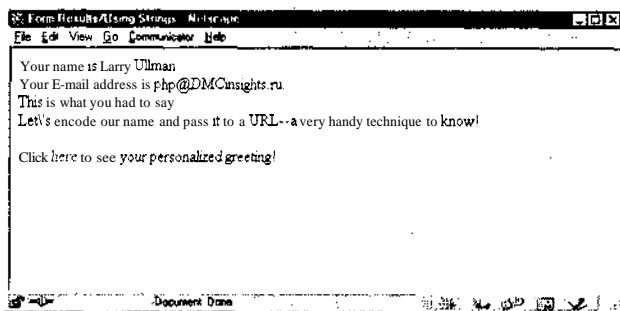 Form Results/Using Strings - Netscape
File Edit View Go Communicator Help
Your name is Larry Ullman
Your E-mail address is php@DMCinsights.ru.
This is what you had to say
Let\'s encode our name and pass it to a URL--a very handy technique to know!
Click here to see your personalized greeting!
Document Done